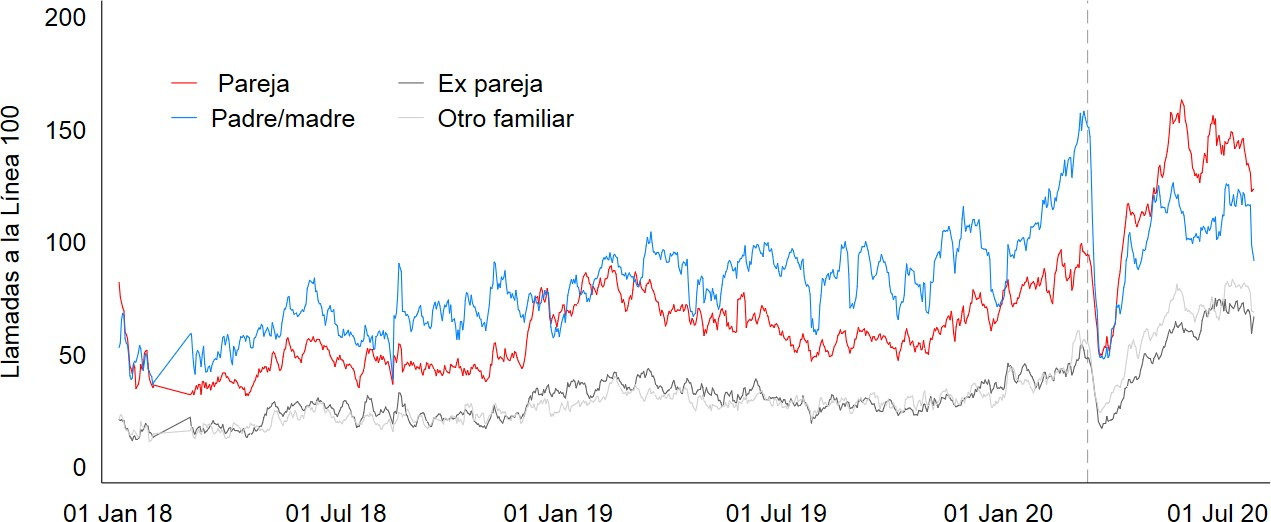 Llamadas a la Línea 100
200
150
100
50
0
Pareja
Ex pareja
Padre/madre
Otro familiar
01 Jan 18 01 Jul 18 01 Jan 19 01 Jul 19 01 Jan 20 01 Jul 20